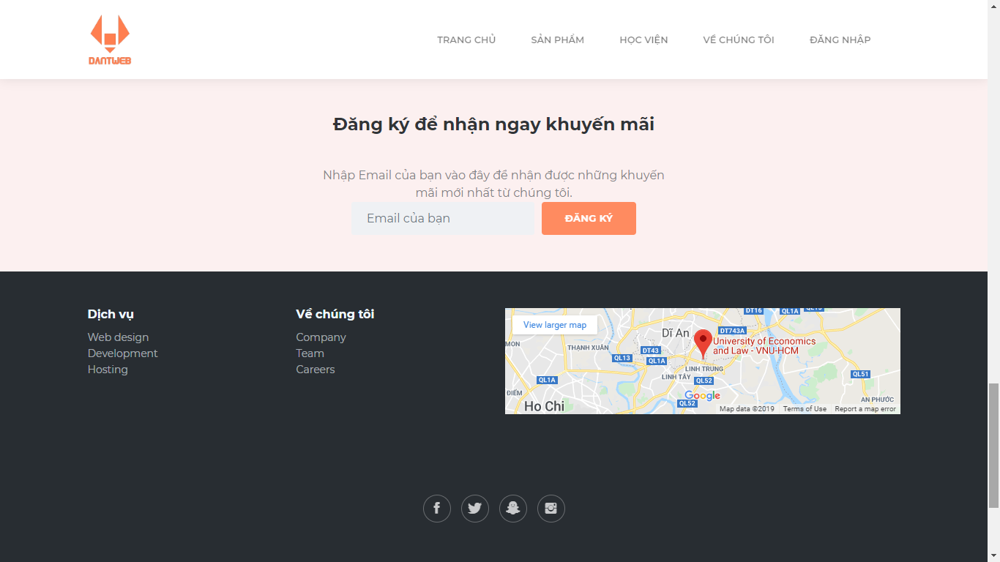 DANTWEB
TRANG CHỦ
SẢN PHẨM
HỌC VIỆN
VỀ CHÚNG TÔI
ĐĂNG NHẬP
Đăng ký để nhận ngay khuyến mãi
Nhập Email của bạn vào đây để nhận được những khuyến
mãi mới nhất từ chúng tôi.
Email của bạn
ĐĂNG KÝ
Dịch vụ
Web design
Development
Hosting
Về chúng tôi
Company
Team
Careers
View larger map
DT16
QL1A
Dĩ An
DT743A
University of Economics
and Law - VNU-HCM
MON
THẠNH XUÂN
DT43
QL13
QL1A
LINH TRUNG
LINH TÂY
QL52
QL51
QL1A
ĐIỂM
Google
AN PHƯỚC
Ho Chi
QL52
Map data ©2019
Terms of Use
Report a map error